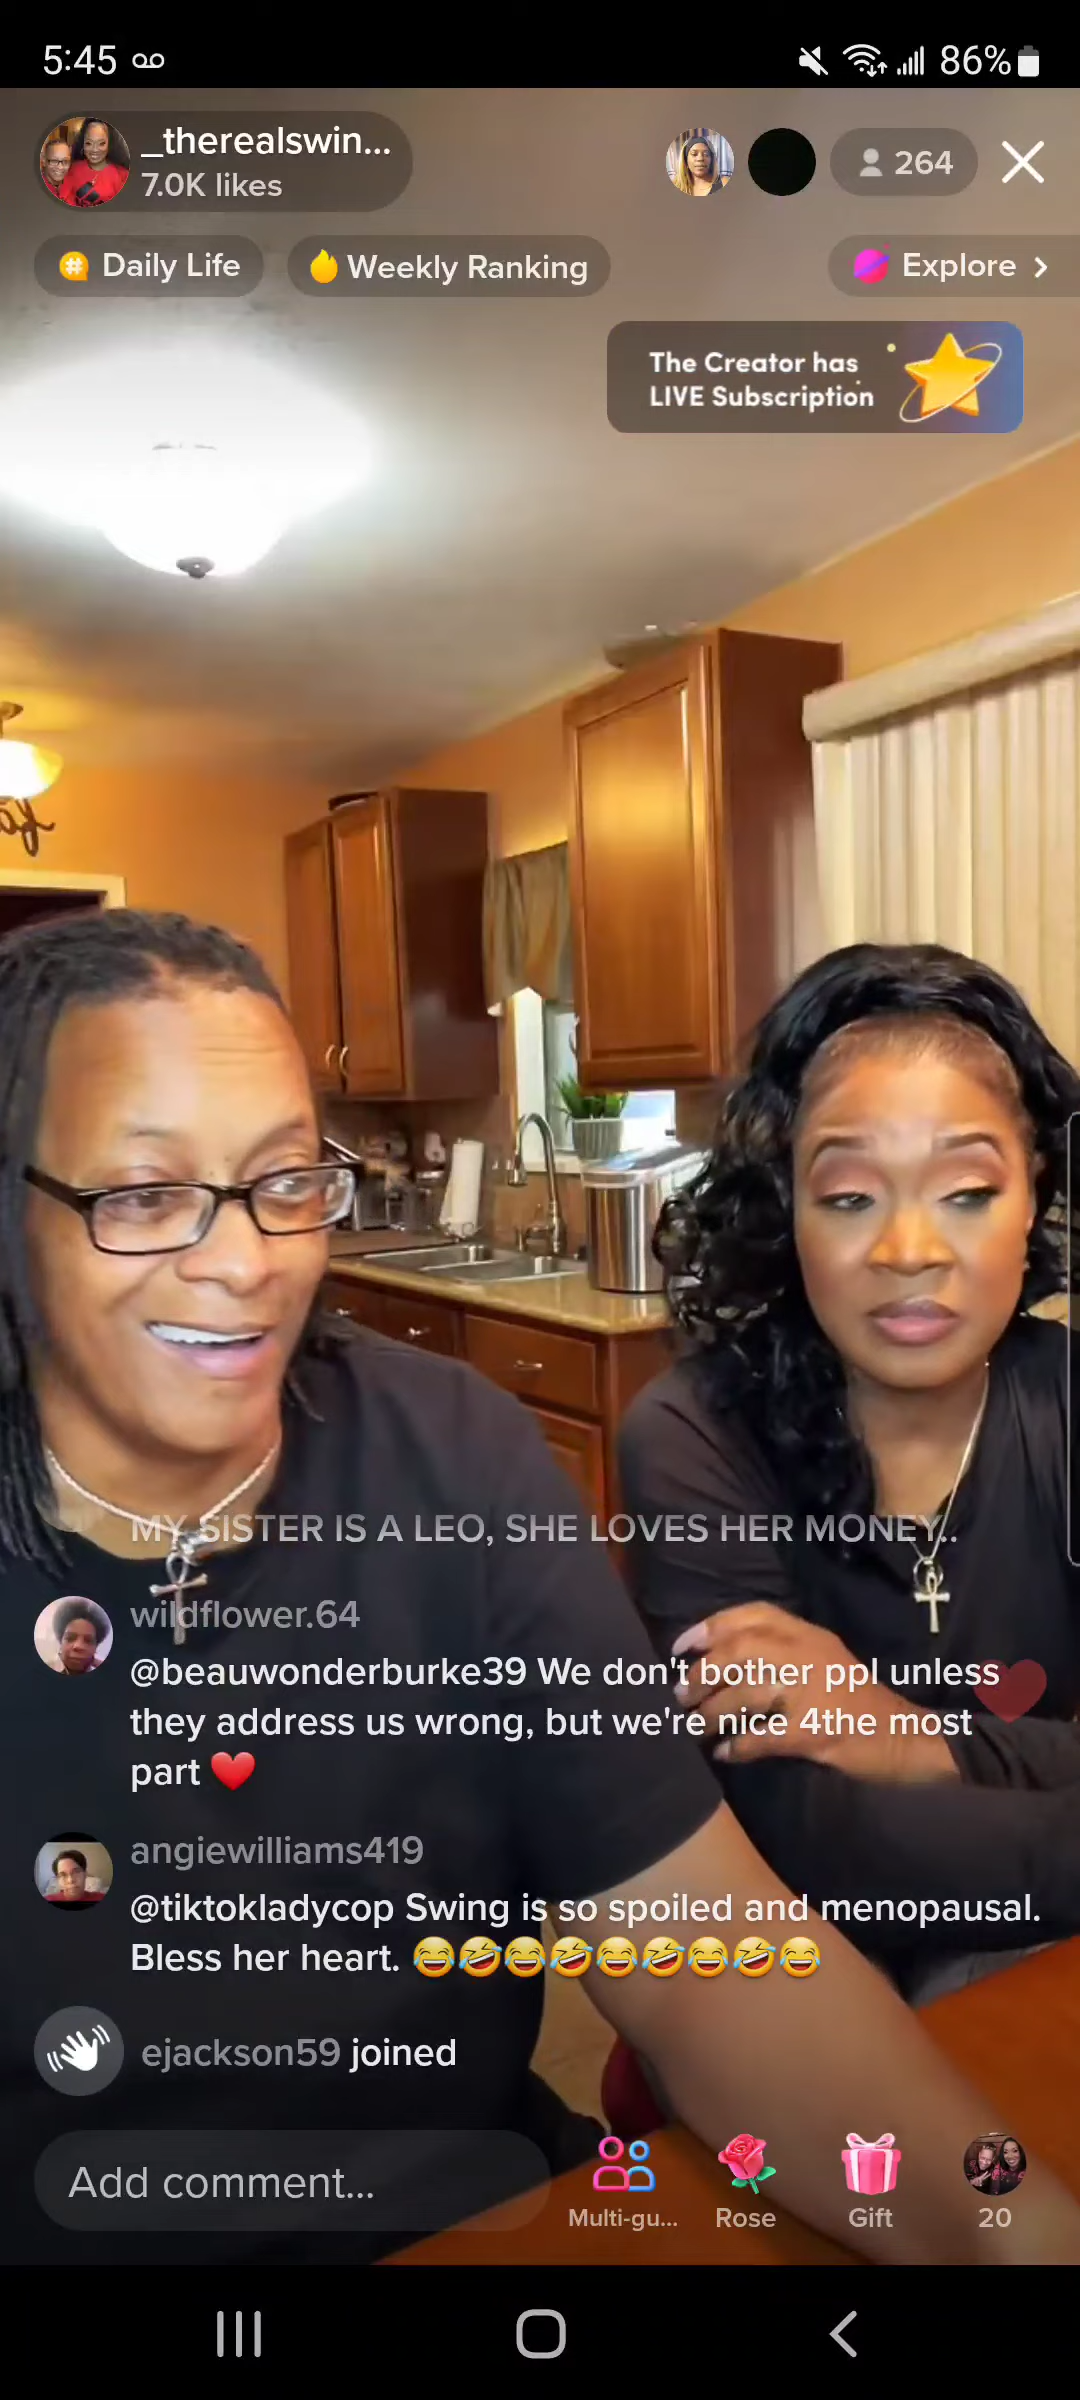 5:45
86%
_therealswin...
7.0K likes
264
Daily Life
Weekly Ranking
Explore
The Creator has
LIVE Subscription
MY SISTER IS A LEO, SHE LOVES HER MONEY..
wildflower.64
@beauwonderburke39 We don't bother ppl unless
they address us wrong, but we're nice 4the most
part ❤️
angiewilliams419
@tiktokladycop Swing is so spoiled and menopausal.
Bless her heart. 😂🤣😂🤣😂🤣😂🤣😂
ejackson59 joined
Add comment...
Multi-gu...
Rose
Gift
20